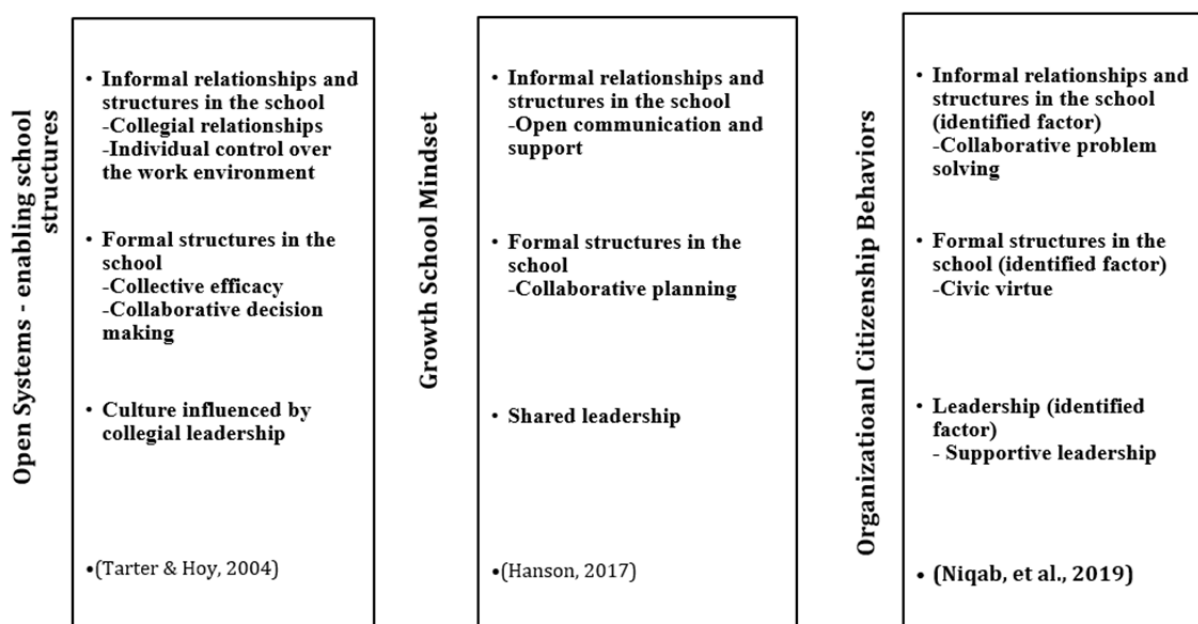 Open Systems - enabling school
structures
• Informal relationships and
structures in the school
-Collegial relationships
-Individual control over
the work environment
• Formal structures in the
school
-Collective efficacy
-Collaborative decision
making
• Culture influenced by
collegial leadership
•(Tarter & Hoy, 2004)
Growth School Mindset
• Informal relationships and
structures in the school
-Open communication and
support
• Formal structures in the
school
-Collaborative planning
• Shared leadership
•(Hanson, 2017)
Organizatioanl Citizenship Behaviors
• Informal relationships and
structures in the school
(identified factor)
-Collaborative problem
solving
• Formal structures in the
school (identified factor)
-Civic virtue
• Leadership (identified
factor)
- Supportive leadership
• (Niqab, et al., 2019)